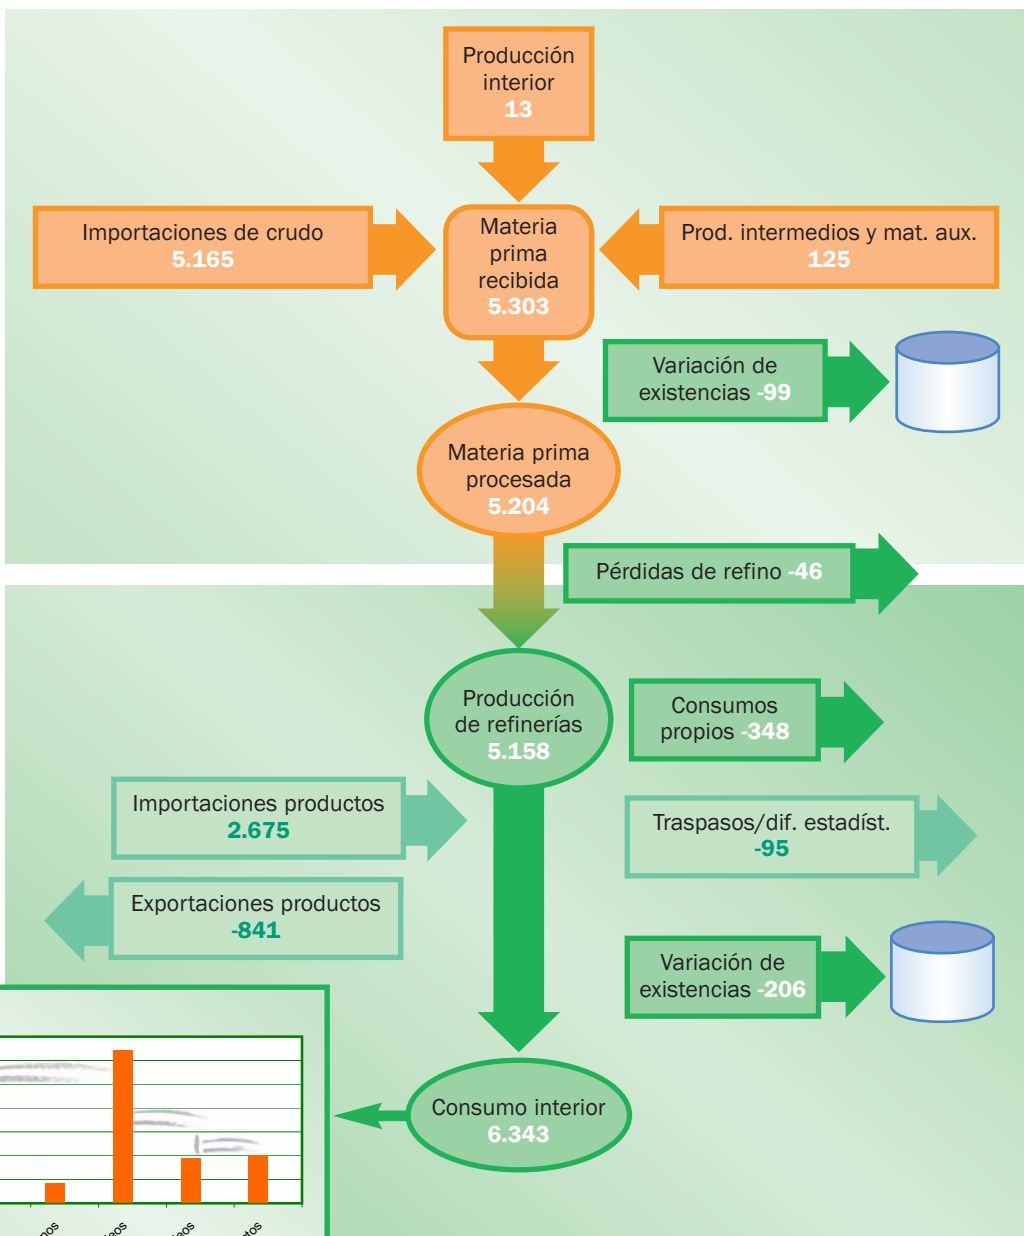 Producción
interior
13
Importaciones de crudo
5.165
Materia
prima
recibida
5.303
Prod. intermedios y mat. aux.
125
Variación de
existencias -99
Materia prima
procesada
5.204
Pérdidas de refino -46
Producción
de refinerías
5.158
Consumos
propios -348
Importaciones productos
2.675
Traspasos/dif. estadíst.
-95
Exportaciones productos
-841
Variación de
existencias -206
Consumo interior
6.343